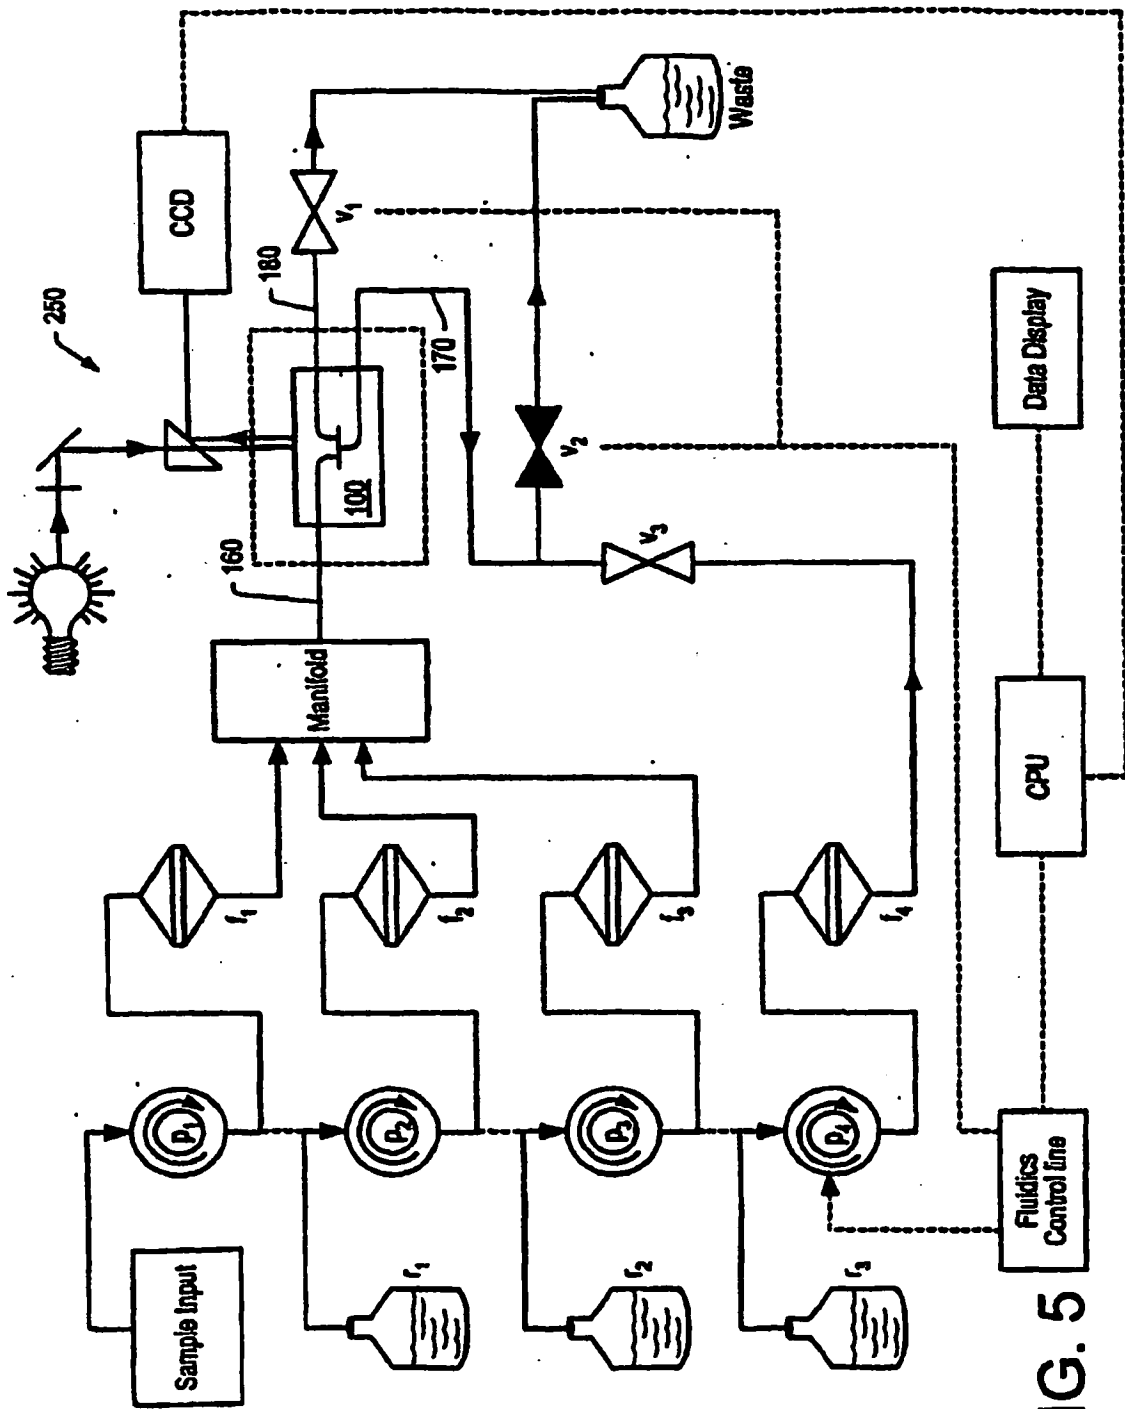 250
CCD
180
V1
Waste
160
100
170
V2
V3
Manifold
f1
f2
f3
f4
P1
P2
P3
P4
Sample Input
r1
r2
r3
Fluidics
Control line
CPU
Data Display
IG. 5